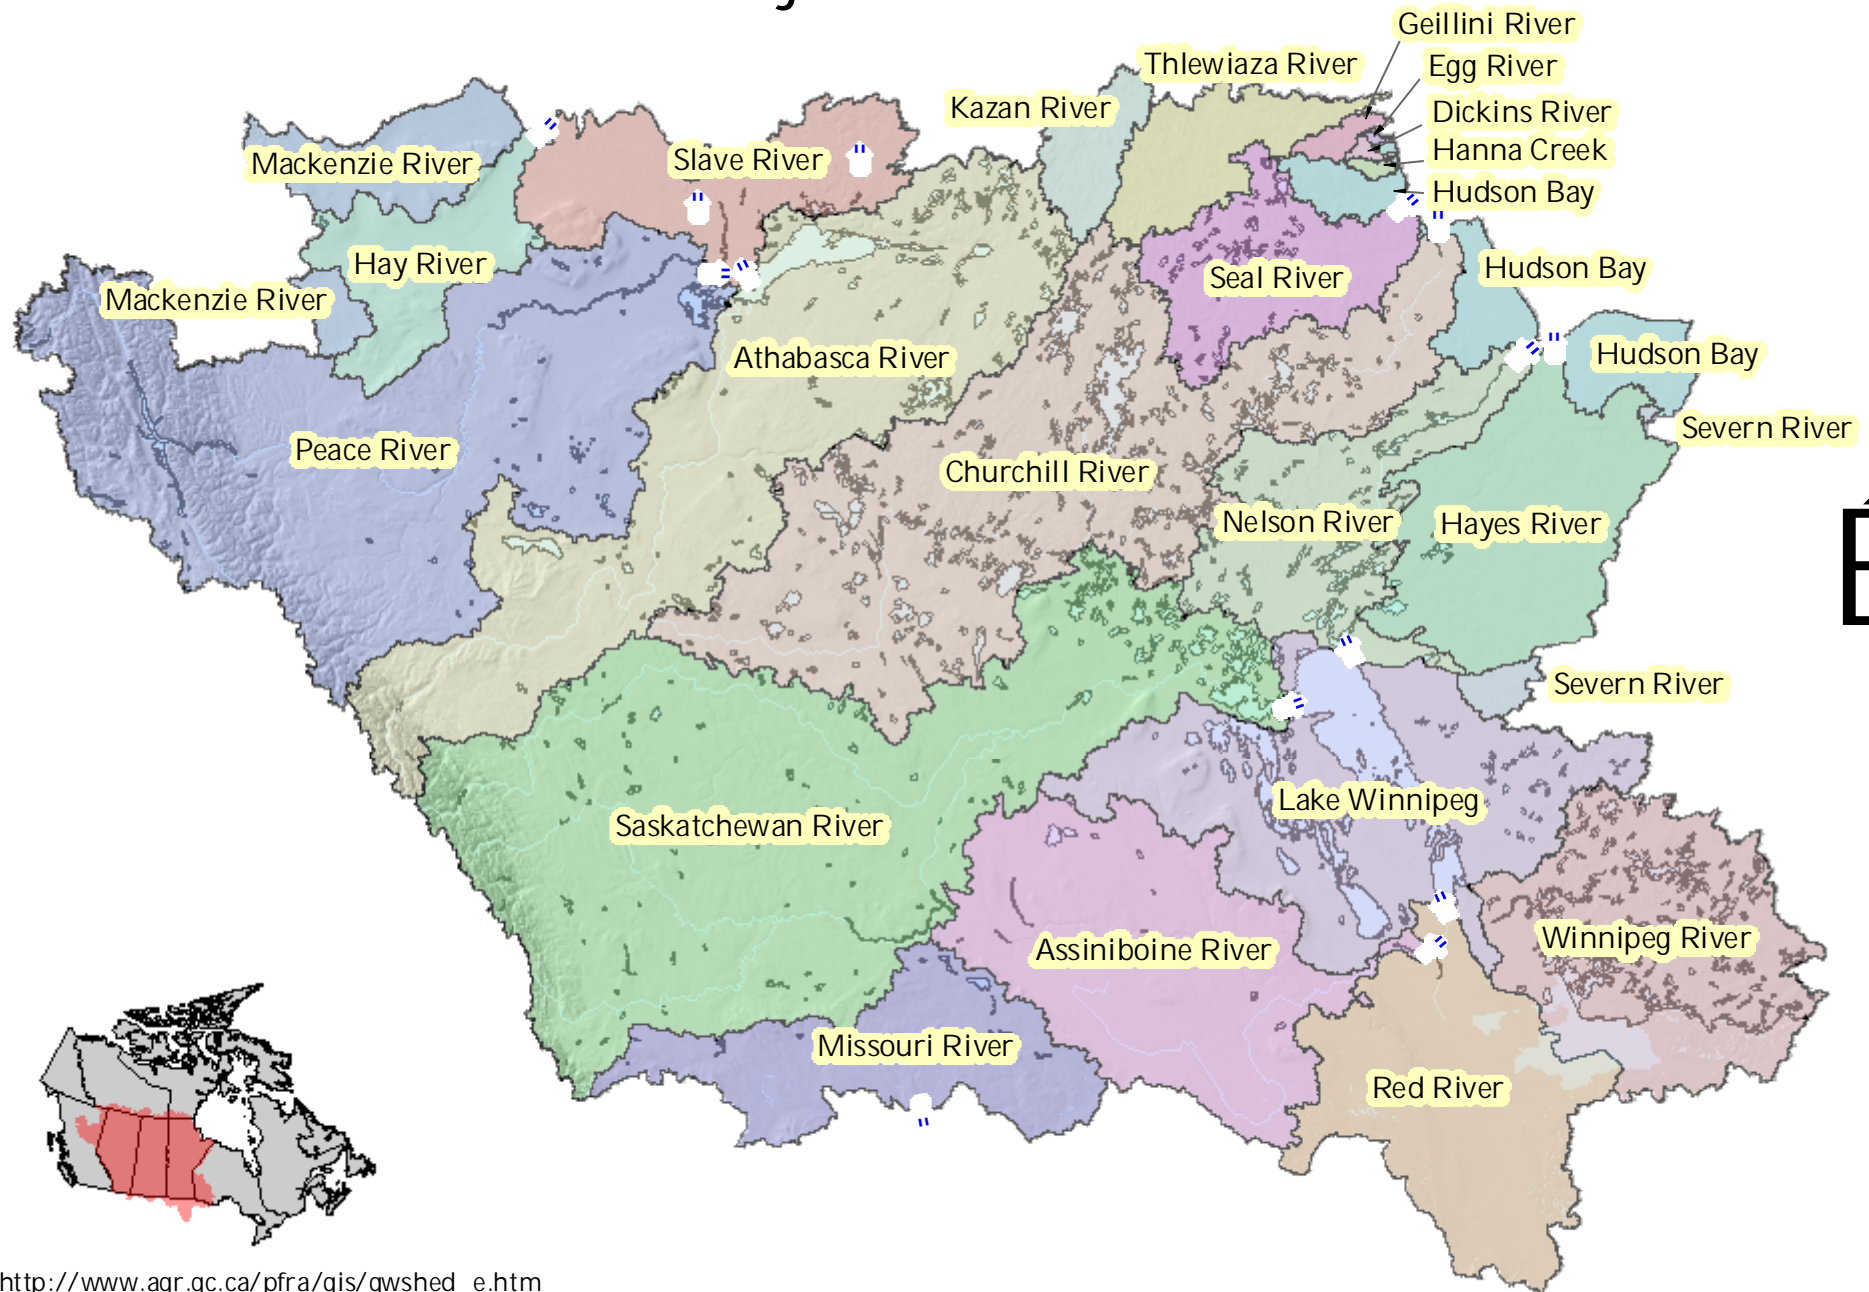 Geillini River
Thlewiaza River
Egg River
Kazan River
Dickins River
Hanna Creek
Mackenzie River
Slave River
Hudson Bay
Hay River
Seal River
Hudson Bay
Mackenzie River
Athabasca River
Hudson Bay
Severn River
Peace River
Churchill River
Nelson River
Hayes River
Severn River
Lake Winnipeg
Saskatchewan River
Assiniboine River
Winnipeg River
Missouri River
Red River
http://www.agr.gc.ca/pfra/gis/gwshed_e.htm